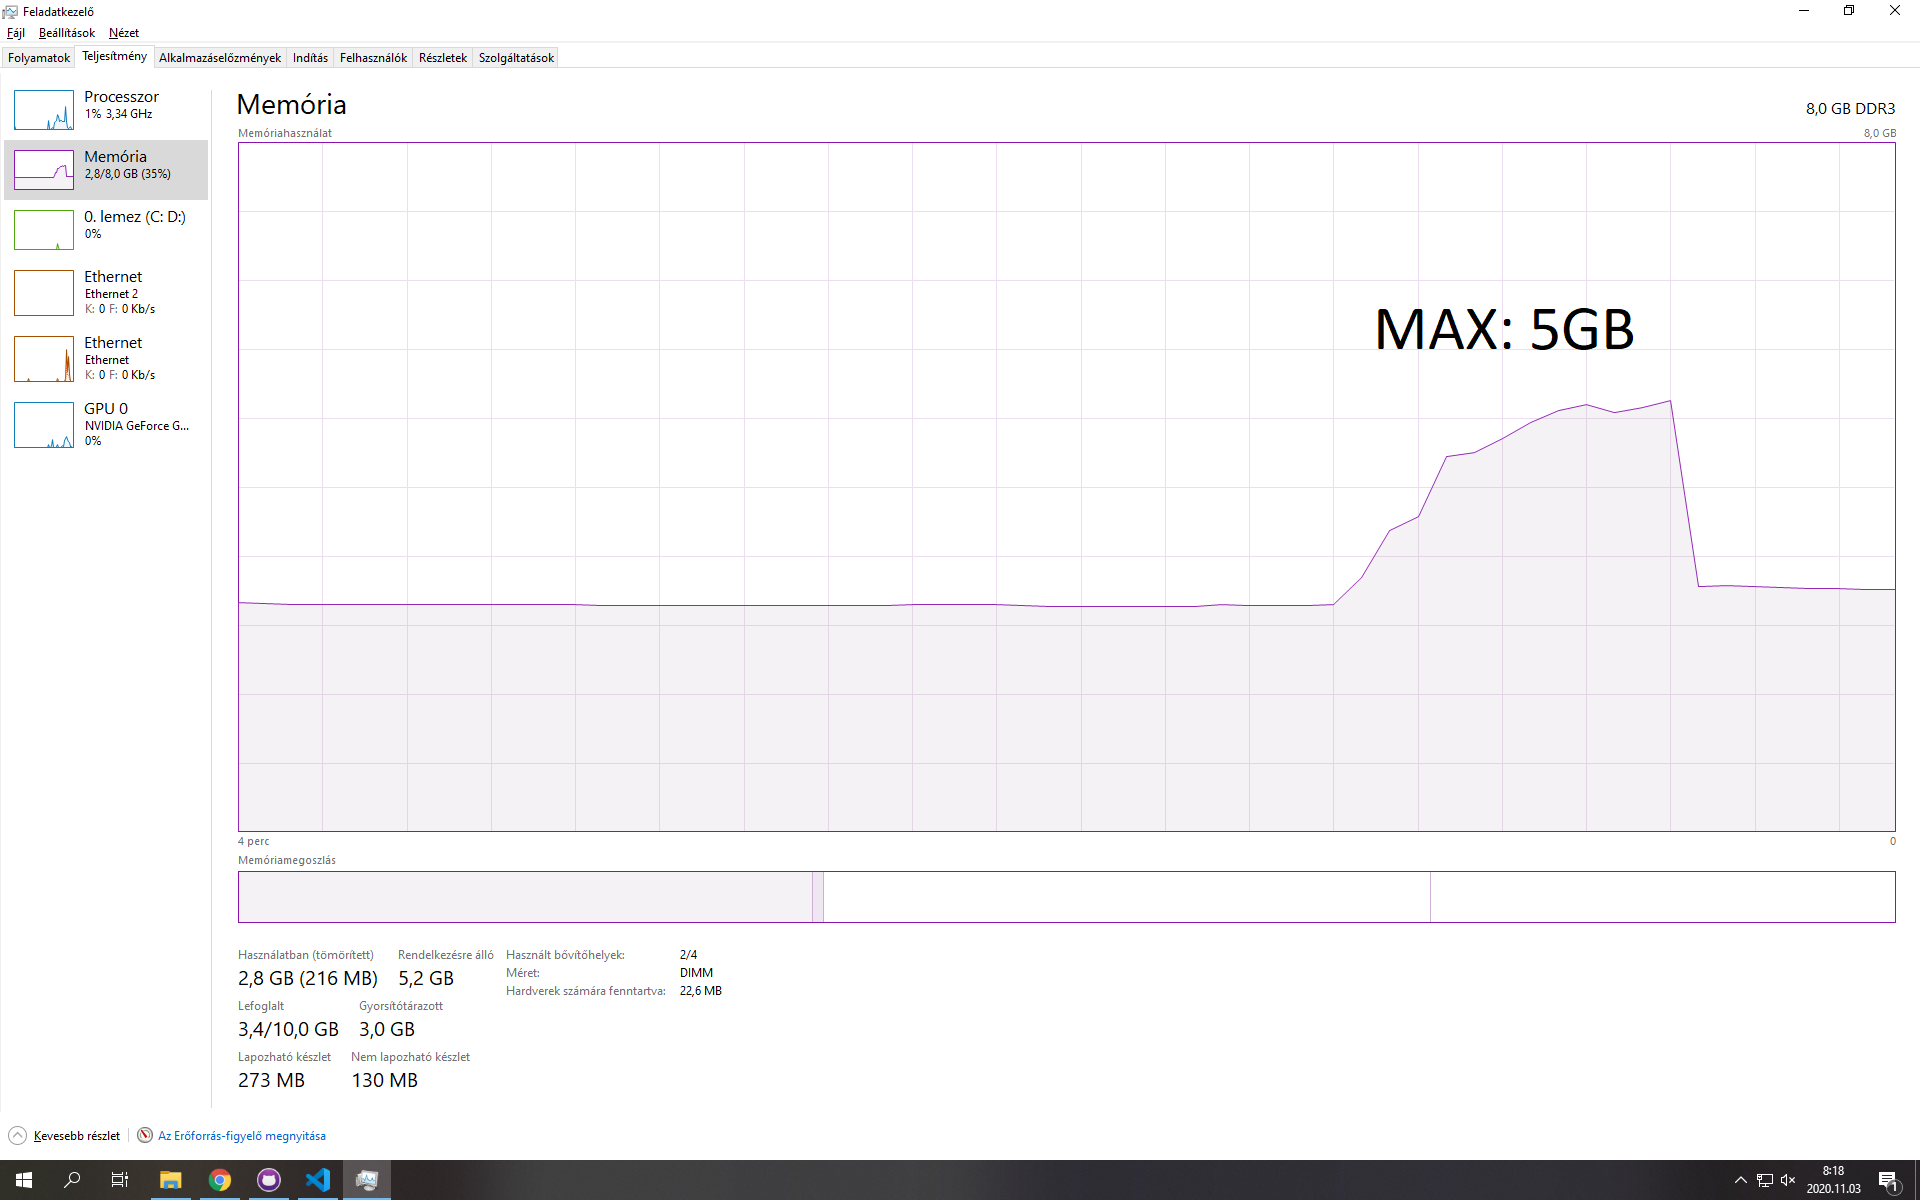 Feladatkezelő
Fájl Beállítások Nézet
Folyamatok Teljesítmény Alkalmazáselőzmények Indítás Felhasználók Részletek Szolgáltatások
Processzor
1% 3,34 GHz
Memória
2,8/8,0 GB (35%)
0. lemez (C: D:)
0%
Ethernet
Ethernet 2
K: 0 F: 0 Kb/s
Ethernet
Ethernet
K: 0 F: 0 Kb/s
GPU 0
NVIDIA GeForce G...
0%
Memória 8,0 GB DDR3
Memóriahasználat 8,0 GB
MAX: 5GB
4 perc 0
Memóriamegoszlás
Használatban (tömörített) Rendelkezésre álló
2,8 GB (216 MB) 5,2 GB
Lefoglalt Gyorsítótárazott
3,4/10,0 GB 3,0 GB
Lapozható készlet Nem lapozható készlet
273 MB 130 MB
Használt bővítőhelyek: 2/4
Méret: DIMM
Hardverek számára fenntartva: 22,6 MB
Kevesebb részlet Az Erőforrás-figyelő megnyitása
8:18
2020.11.03
1